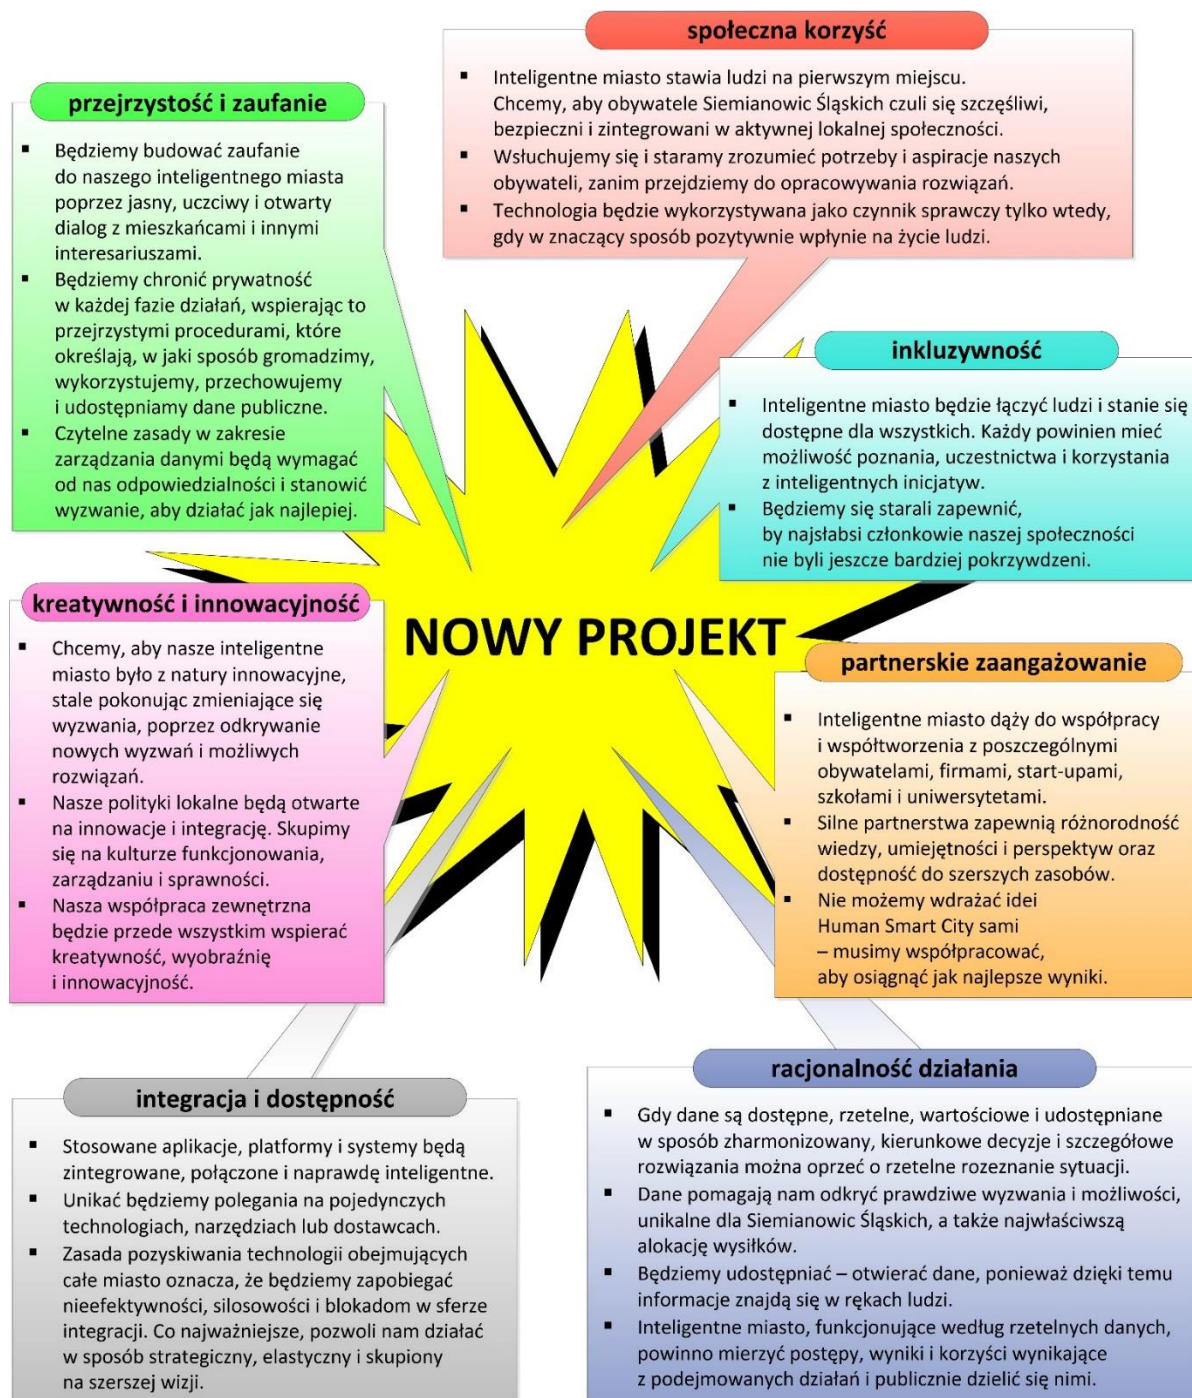 społeczna korzyść
▪ Inteligentne miasto stawia ludzi na pierwszym miejscu.
Chcemy, aby obywatele Siemianowic Śląskich czuli się szczęśliwi,
bezpieczni i zintegrowani w aktywnej lokalnej społeczności.
▪ Wsłuchujemy się i staramy zrozumieć potrzeby i aspiracje naszych
obywateli, zanim przejdziemy do opracowywania rozwiązań.
▪ Technologia będzie wykorzystywana jako czynnik sprawczy tylko wtedy,
gdy w znaczący sposób pozytywnie wpłynie na życie ludzi.
przejrzystość i zaufanie
▪ Będziemy budować zaufanie
do naszego inteligentnego miasta
poprzez jasny, uczciwy i otwarty
dialog z mieszkańcami i innymi
interesariuszami.
▪ Będziemy chronić prywatność
w każdej fazie działań, wspierając to
przejrzystymi procedurami, które
określają, w jaki sposób gromadzimy,
wykorzystujemy, przechowujemy
i udostępniamy dane publiczne.
▪ Czytelne zasady w zakresie
zarządzania danymi będą wymagać
od nas odpowiedzialności i stanowić
wyzwanie, aby działać jak najlepiej.
inkluzywność
▪ Inteligentne miasto będzie łączyć ludzi i stanie się
dostępne dla wszystkich. Każdy powinien mieć
możliwość poznania, uczestnictwa i korzystania
z inteligentnych inicjatyw.
▪ Będziemy się starali zapewnić,
by najsłabsi członkowie naszej społeczności
nie byli jeszcze bardziej pokrzywdzeni.
NOWY PROJEKT
kreatywność i innowacyjność
▪ Chcemy, aby nasze inteligentne
miasto było z natury innowacyjne,
stale pokonując zmieniające się
wyzwania, poprzez odkrywanie
nowych wyzwań i możliwych
rozwiązań.
▪ Nasze polityki lokalne będą otwarte
na innowacje i integrację. Skupimy
się na kulturze funkcjonowania,
zarządzaniu i sprawności.
▪ Nasza współpraca zewnętrzna
będzie przede wszystkim wspierać
kreatywność, wyobraźnię
i innowacyjność.
partnerskie zaangażowanie
▪ Inteligentne miasto dąży do współpracy
i współtworzenia z poszczególnymi
obywatelami, firmami, start-upami,
szkołami i uniwersytetami.
▪ Silne partnerstwa zapewnią różnorodność
wiedzy, umiejętności i perspektyw oraz
dostępność do szerszych zasobów.
▪ Nie możemy wdrażać idei
Human Smart City sami
– musimy współpracować,
aby osiągnąć jak najlepsze wyniki.
integracja i dostępność
▪ Stosowane aplikacje, platformy i systemy będą
zintegrowane, połączone i naprawdę inteligentne.
▪ Unikać będziemy polegania na pojedynczych
technologiach, narzędziach lub dostawcach.
▪ Zasada pozyskiwania technologii obejmujących
całe miasto oznacza, że będziemy zapobiegać
nieefektywności, silosowości i blokadom w sferze
integracji. Co najważniejsze, pozwoli nam działać
w sposób strategiczny, elastyczny i skupiony
na szerszej wizji.
racjonalność działania
▪ Gdy dane są dostępne, rzetelne, wartościowe i udostępniane
w sposób zharmonizowany, kierunkowe decyzje i szczegółowe
rozwiązania można oprzeć o rzetelne rozeznanie sytuacji.
▪ Dane pomagają nam odkryć prawdziwe wyzwania i możliwości,
unikalne dla Siemianowic Śląskich, a także najwłaściwszą
alokację wysiłków.
▪ Będziemy udostępniać – otwierać dane, ponieważ dzięki temu
informacje znajdą się w rękach ludzi.
▪ Inteligentne miasto, funkcjonujące według rzetelnych danych,
powinno mierzyć postępy, wyniki i korzyści wynikające
z podejmowanych działań i publicznie dzielić się nimi.